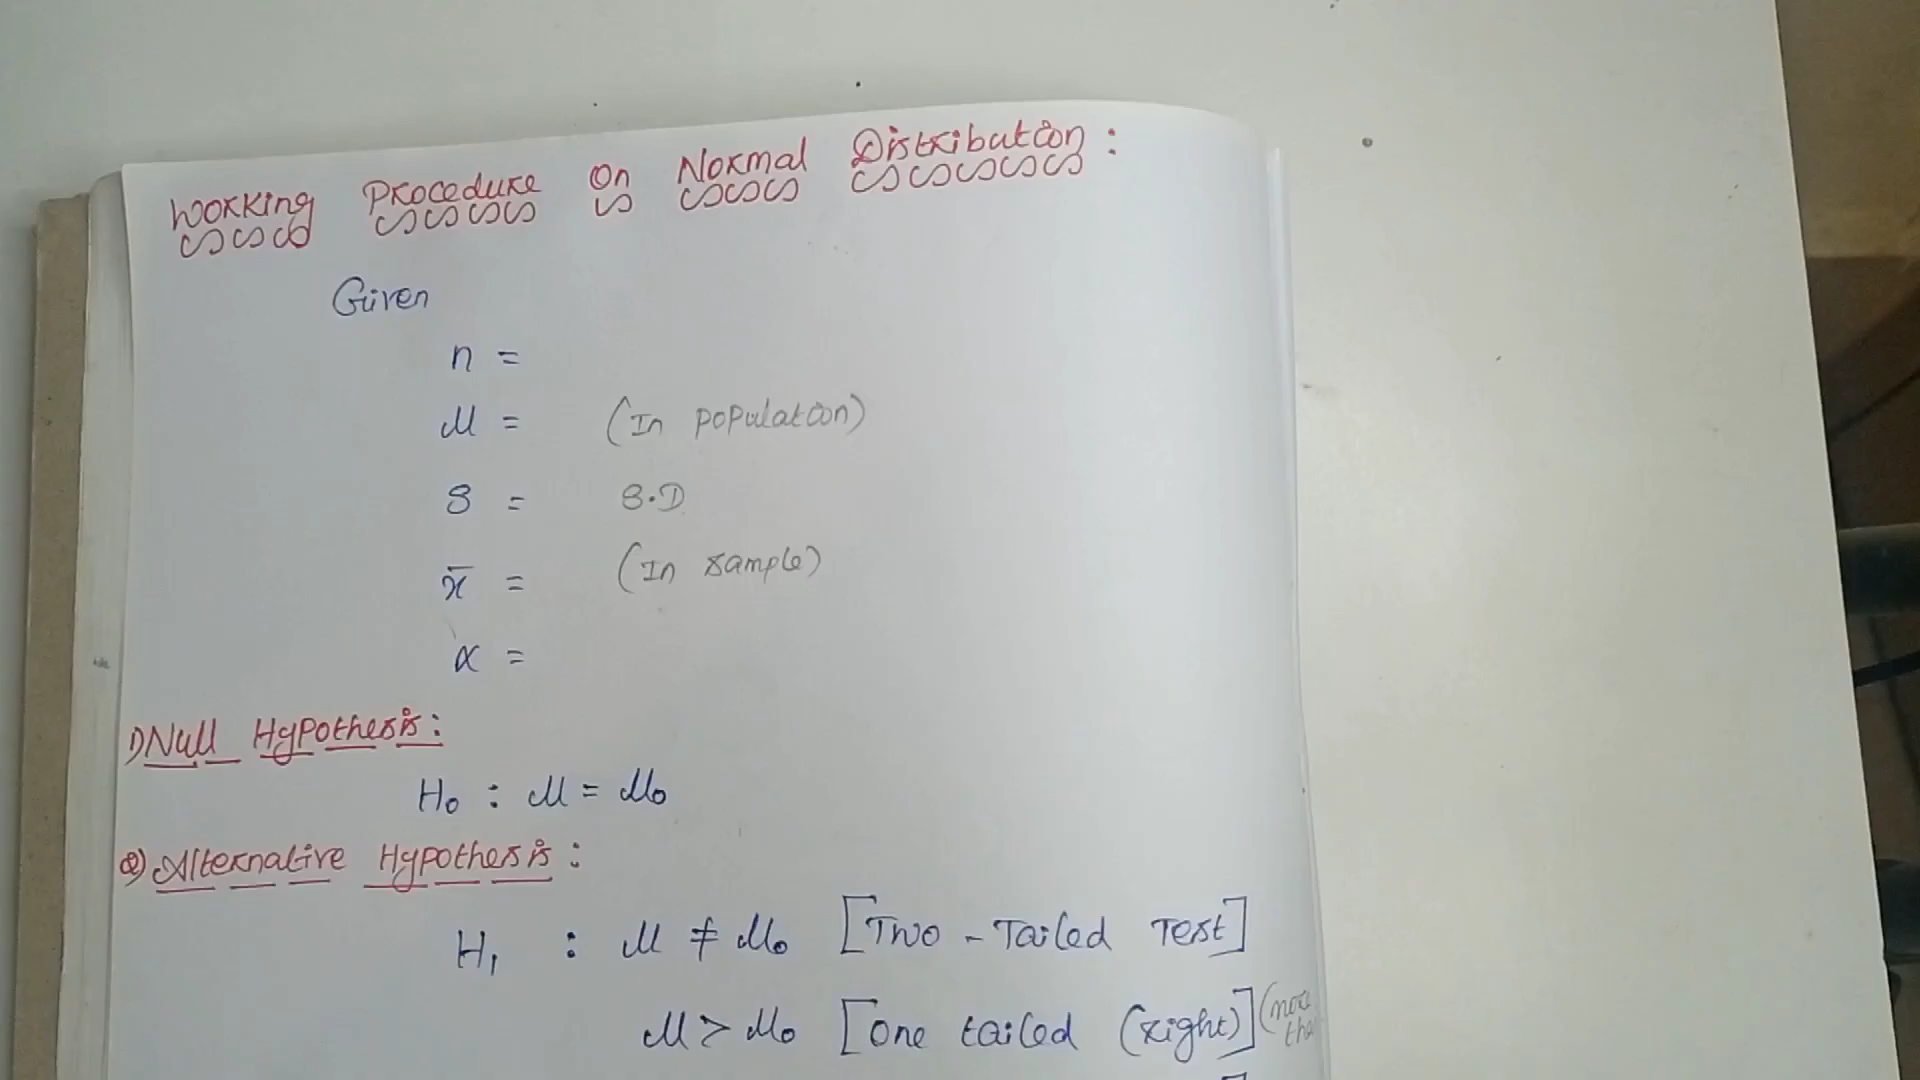 Working Procedure On Normal Distribution:
Given
n =
μ = (In population)
S = S.D
x̄ = (In sample)
α =
1) Null Hypothesis:
H₀ : μ = μ₀
2) Alternative Hypothesis:
H₁ : μ ≠ μ₀ [Two - Tailed Test]
μ > μ₀ [one tailed (right)] (more